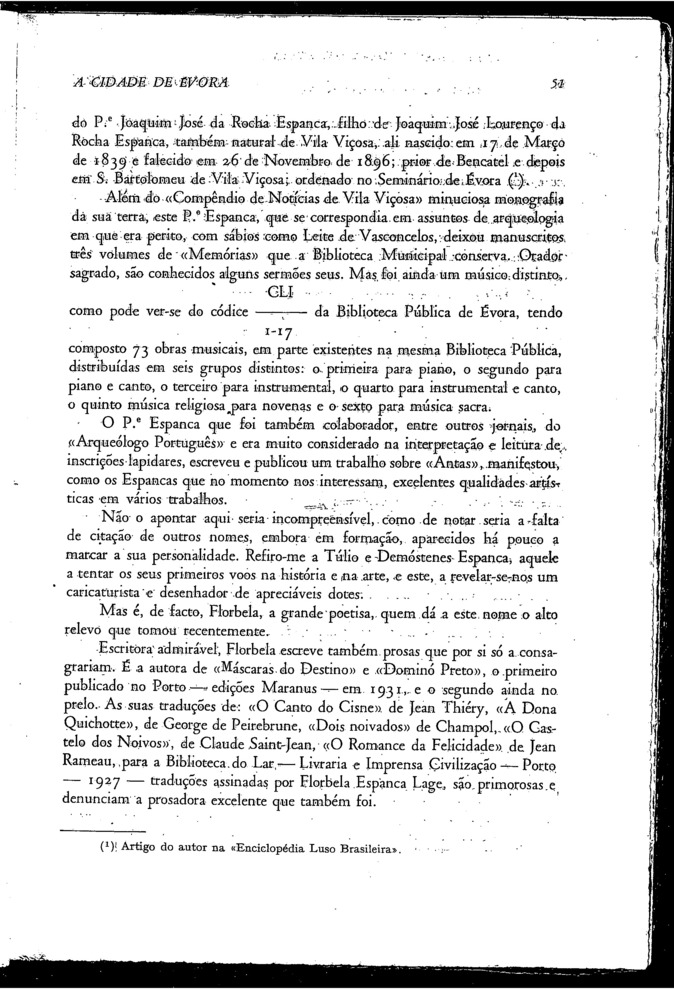 A CIDADE DE ÉVORA 51
do P.e Joaquim José da Rocha Espanca, filho de Joaquim José Lourenço da
Rocha Espanca, também natural de Vila Viçosa, ali nascido em 17 de Março
de 1839 e falecido em 26 de Novembro de 1896; prior de Bencatel e depois
em S. Bartolomeu de Vila Viçosa; ordenado no Seminário de Évora (¹).
Além do «Compêndio de Notícias de Vila Viçosa» minuciosa monografia
da sua terra, este P.e Espanca, que se correspondia em assuntos de arqueologia
em que era perito, com sábios como Leite de Vasconcelos, deixou manuscritos
três volumes de «Memórias» que a Biblioteca Municipal conserva. Orador
sagrado, são conhecidos alguns sermões seus. Mas foi ainda um músico distinto,
CLI
como pode ver-se do códice ——— da Biblioteca Pública de Évora, tendo
1-17
composto 73 obras musicais, em parte existentes na mesma Biblioteca Pública,
distribuídas em seis grupos distintos: o primeira para piano, o segundo para
piano e canto, o terceiro para instrumental, o quarto para instrumental e canto,
o quinto música religiosa para novenas e o sexto para música sacra.
O P.e Espanca que foi também colaborador, entre outros jornais, do
«Arqueólogo Português» e era muito considerado na interpretação e leitura de
inscrições lapidares, escreveu e publicou um trabalho sobre «Antas», manifestou,
como os Espancas que no momento nos interessam, excelentes qualidades artís-
ticas em vários trabalhos.
Não o apontar aqui seria incompreensível, como de notar seria a falta
de citação de outros nomes, embora em formação, aparecidos há pouco a
marcar a sua personalidade. Refiro-me a Túlio e Demóstenes Espanca, aquele
a tentar os seus primeiros voos na história e na arte, e este, a revelar-se-nos um
caricaturista e desenhador de apreciáveis dotes.
Mas é, de facto, Florbela, a grande poetisa, quem dá a este nome o alto
relevo que tomou recentemente.
Escritora admirável, Florbela escreve também prosas que por si só a consa-
grariam. É a autora de «Máscaras do Destino» e «Dominó Preto», o primeiro
publicado no Porto — edições Maranus — em 1931, e o segundo ainda no
prelo. As suas traduções de: «O Canto do Cisne» de Jean Thiéry, «A Dona
Quichotte», de George de Peirebrune, «Dois noivados» de Champol, «O Cas-
telo dos Noivos», de Claude Saint-Jean, «O Romance da Felicidade» de Jean
Rameau, para a Biblioteca do Lar — Livraria e Imprensa Civilização — Porto
— 1927 — traduções assinadas por Florbela Espanca Lage, são primorosas e
denunciam a prosadora excelente que também foi.
(¹) Artigo do autor na «Enciclopédia Luso Brasileira».